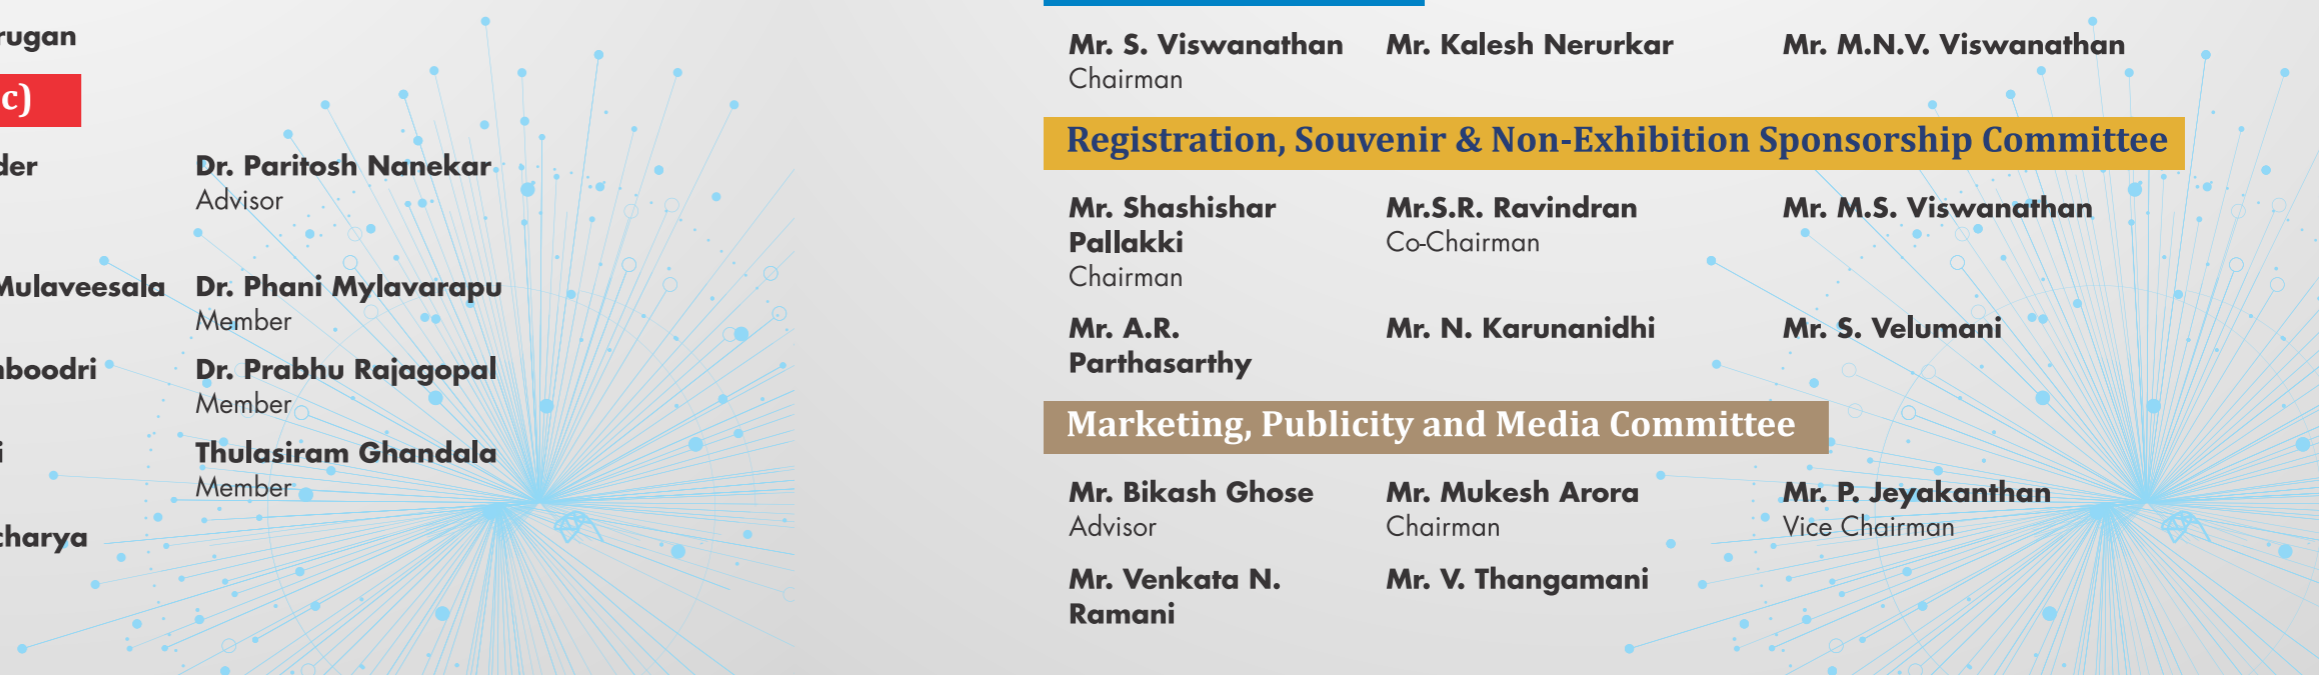 rugan
c)
der
Dr. Paritosh Nanekar
Advisor
Mulaveesala
Dr. Phani Mylavarapu
Member
boodri
Dr. Prabhu Rajagopal
Member
i
Thulasiram Ghandala
Member
charya
Mr. S. Viswanathan
Chairman
Mr. Kalesh Nerurkar
Mr. M.N.V. Viswanathan
Registration, Souvenir & Non-Exhibition Sponsorship Committee
Mr. Shashishar
Pallakki
Chairman
Mr.S.R. Ravindran
Co-Chairman
Mr. M.S. Viswanathan
Mr. A.R.
Parthasarthy
Mr. N. Karunanidhi
Mr. S. Velumani
Marketing, Publicity and Media Committee
Mr. Bikash Ghose
Advisor
Mr. Mukesh Arora
Chairman
Mr. P. Jeyakanthan
Vice Chairman
Mr. Venkata N.
Ramani
Mr. V. Thangamani